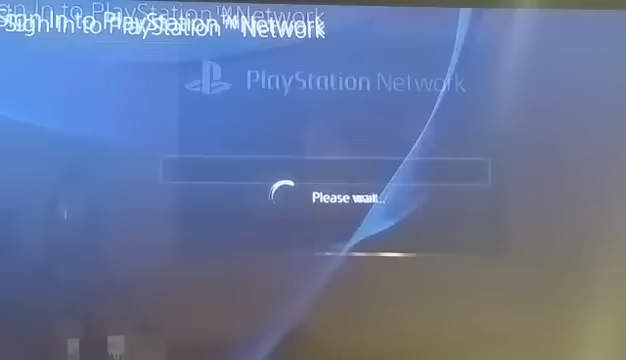 Sign In to PlayStation™Network
PlayStation Network
Please wait...